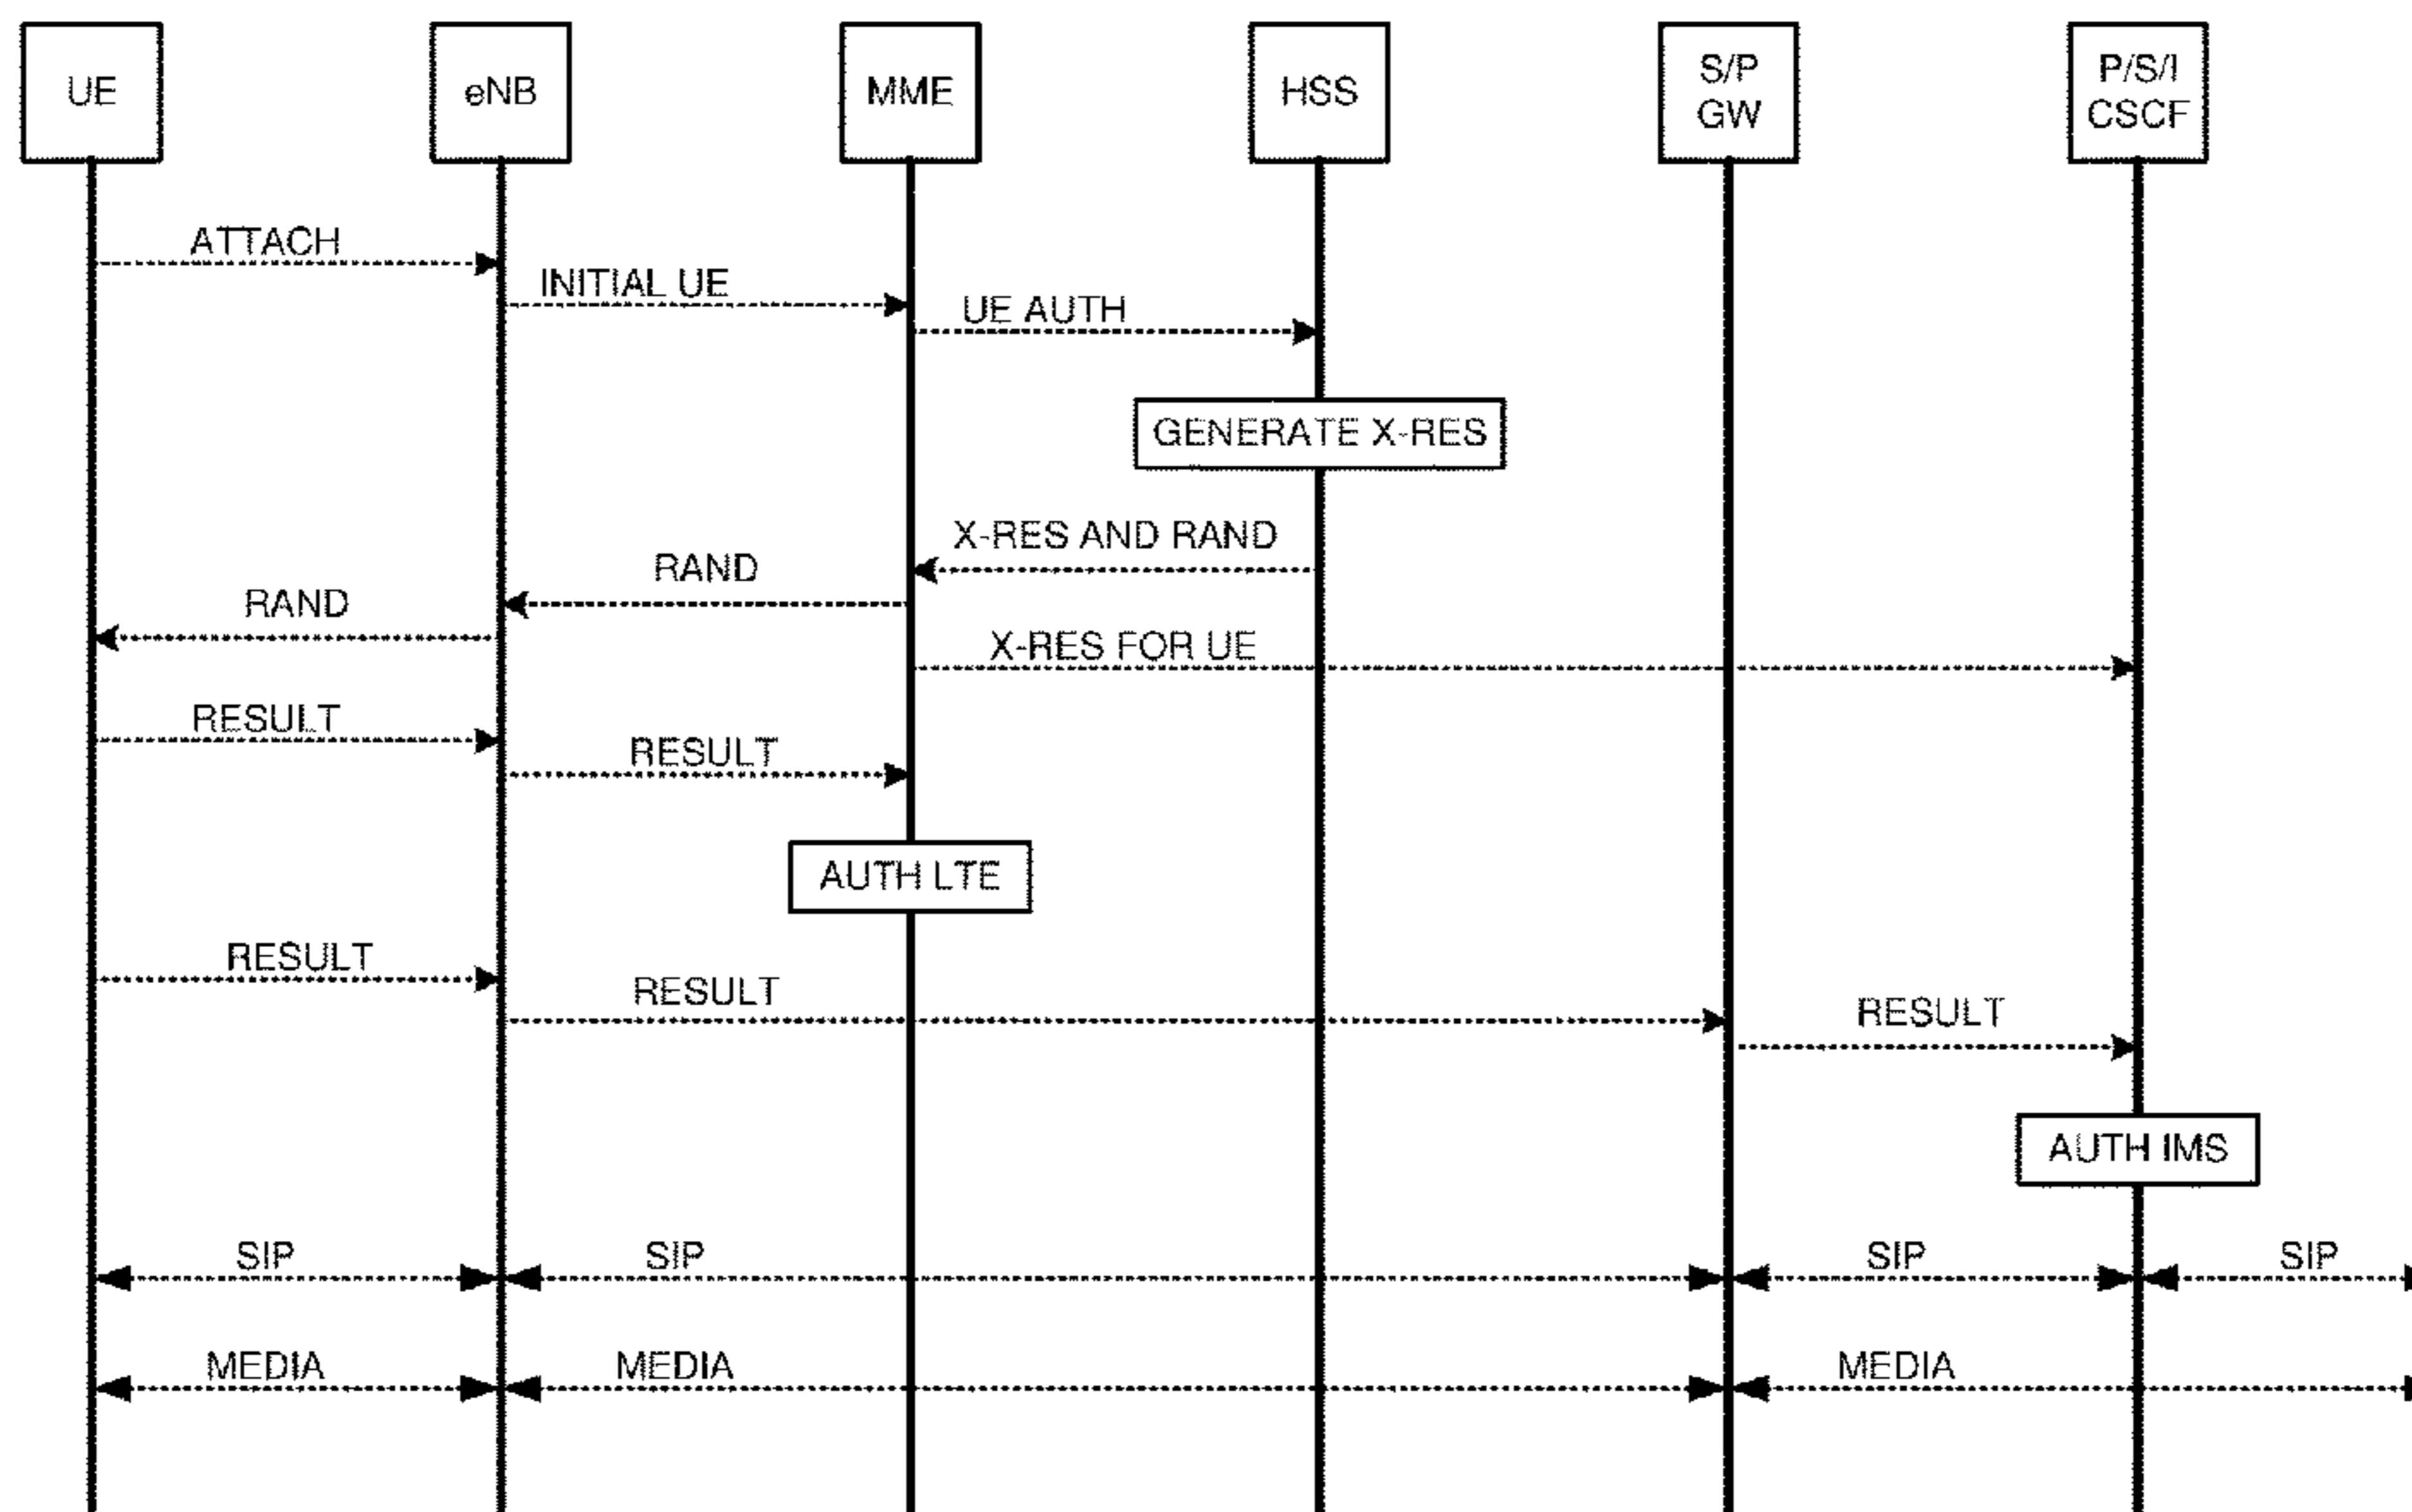 UE
eNB
MME
HSS
S/P
GW
P/S/I
CSCF
ATTACH
INITIAL UE
UE AUTH
GENERATE X-RES
X-RES AND RAND
RAND
RAND
X-RES FOR UE
RESULT
RESULT
AUTH LTE
RESULT
RESULT
RESULT
AUTH IMS
SIP
SIP
SIP
SIP
MEDIA
MEDIA
MEDIA